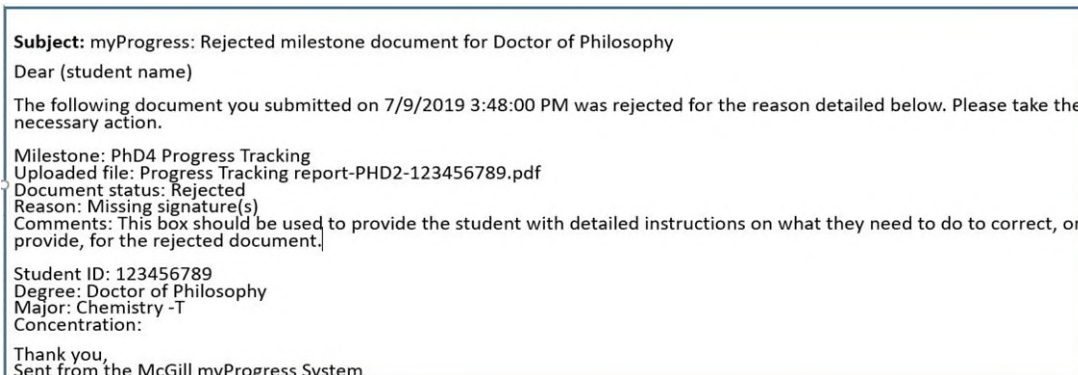 Subject: myProgress: Rejected milestone document for Doctor of Philosophy
Dear (student name)
The following document you submitted on 7/9/2019 3:48:00 PM was rejected for the reason detailed below. Please take the
necessary action.
Milestone: PhD4 Progress Tracking
Uploaded file: Progress Tracking report-PHD2-123456789.pdf
Document status: Rejected
Reason: Missing signature(s)
Comments: This box should be used to provide the student with detailed instructions on what they need to do to correct, or
provide, for the rejected document.
Student ID: 123456789
Degree: Doctor of Philosophy
Major: Chemistry -T
Concentration:
Thank you,
Sent from the McGill myProgress System